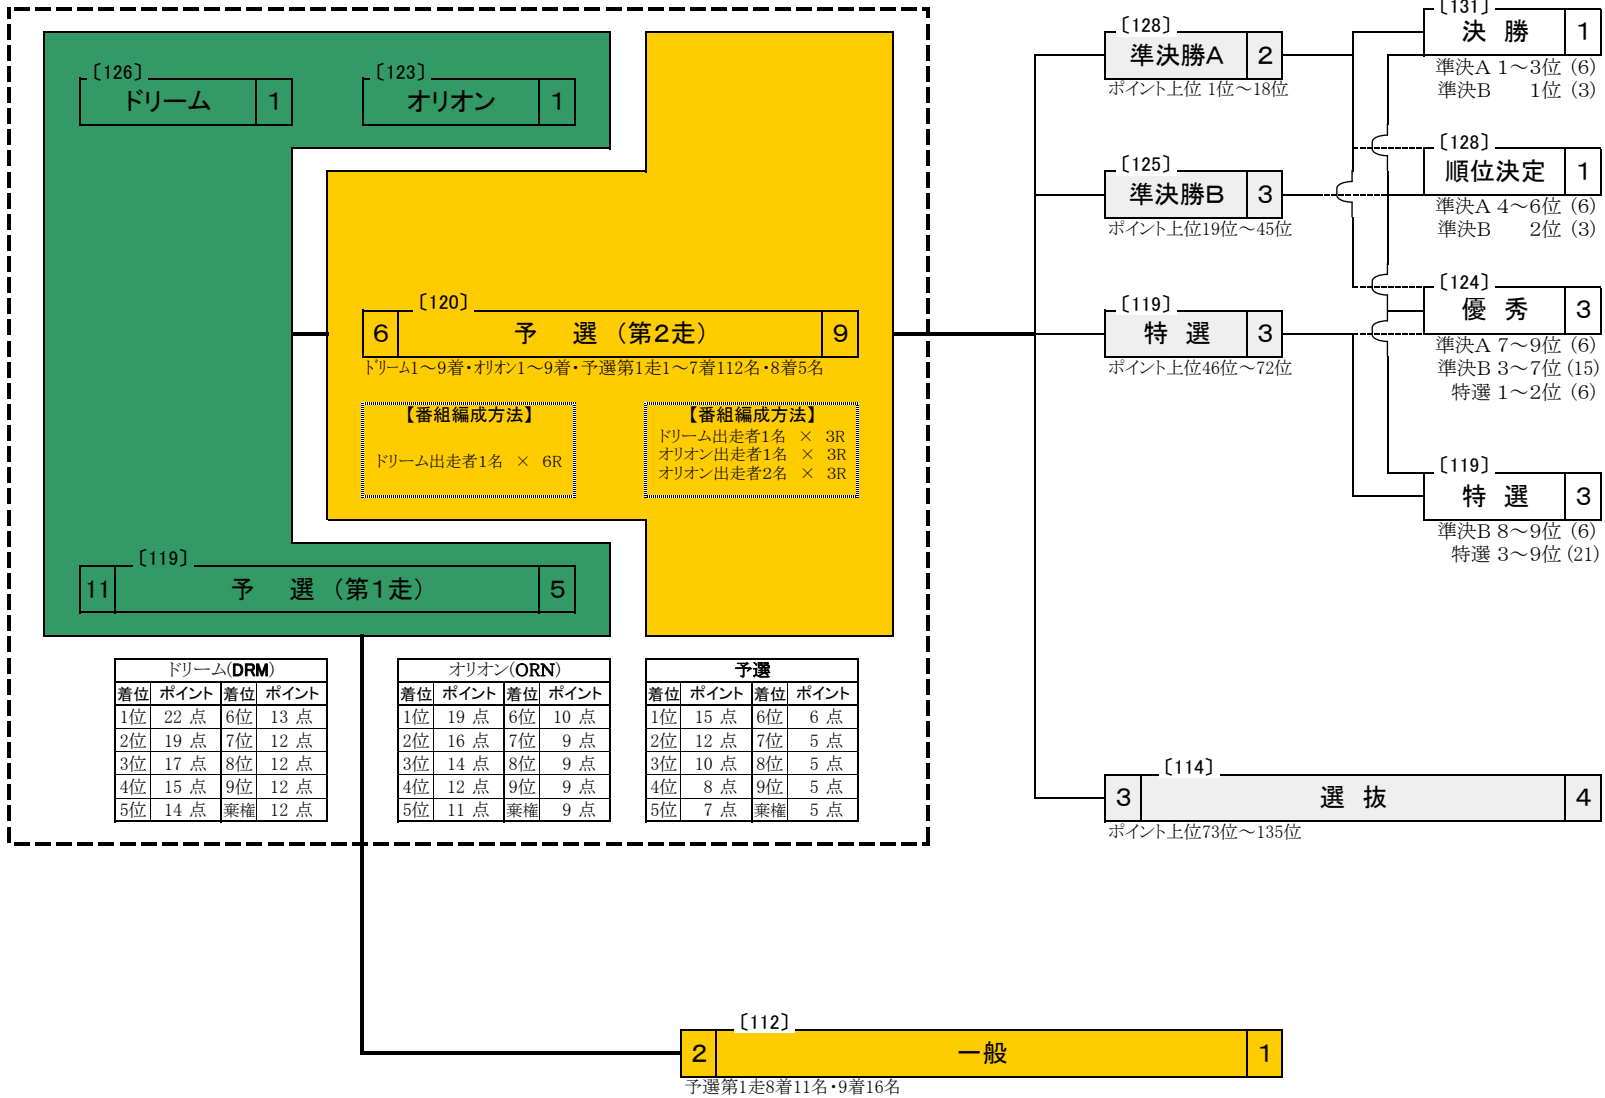 〔126〕
ドリーム 1
〔123〕
オリオン 1
〔120〕
6 予 選 (第2走) 9
ドリーム1～9着・オリオン1～9着・予選第1走1～7着112名・8着5名
【番組編成方法】
ドリーム出走者1名 × 6R
【番組編成方法】
ドリーム出走者1名 × 3R
オリオン出走者1名 × 3R
オリオン出走者2名 × 3R
〔119〕
11 予 選 (第1走) 5
ドリーム(DRM)
着位 ポイント 着位 ポイント
1位 22 点 6位 13 点
2位 19 点 7位 12 点
3位 17 点 8位 12 点
4位 15 点 9位 12 点
5位 14 点 棄権 12 点
オリオン(ORN)
着位 ポイント 着位 ポイント
1位 19 点 6位 10 点
2位 16 点 7位 9 点
3位 14 点 8位 9 点
4位 12 点 9位 9 点
5位 11 点 棄権 9 点
予選
着位 ポイント 着位 ポイント
1位 15 点 6位 6 点
2位 12 点 7位 5 点
3位 10 点 8位 5 点
4位 8 点 9位 5 点
5位 7 点 棄権 5 点
〔128〕
準決勝A 2
ポイント上位 1位～18位
〔125〕
準決勝B 3
ポイント上位19位～45位
〔119〕
特 選 3
ポイント上位46位～72位
〔131〕
決 勝 1
準決A 1～3位 (6)
準決B 1位 (3)
〔128〕
順位決定 1
準決A 4～6位 (6)
準決B 2位 (3)
〔124〕
優 秀 3
準決A 7～9位 (6)
準決B 3～7位 (15)
特選 1～2位 (6)
〔119〕
特 選 3
準決B 8～9位 (6)
特選 3～9位 (21)
〔114〕
3 選 抜 4
ポイント上位73位～135位
〔112〕
2 一般 1
予選第1走8着11名・9着16名